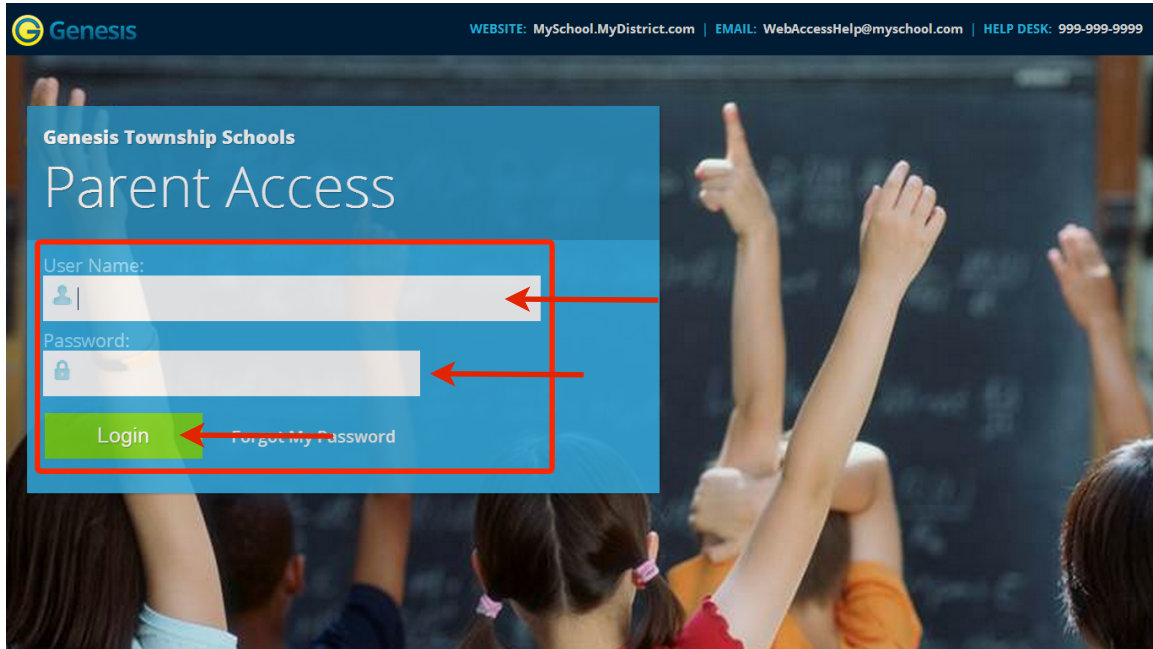 Genesis
WEBSITE: MySchool.MyDistrict.com | EMAIL: WebAccessHelp@myschool.com | HELP DESK: 999-999-9999
Genesis Township Schools
Parent Access
User Name:
Password:
Login
Forgot My Password